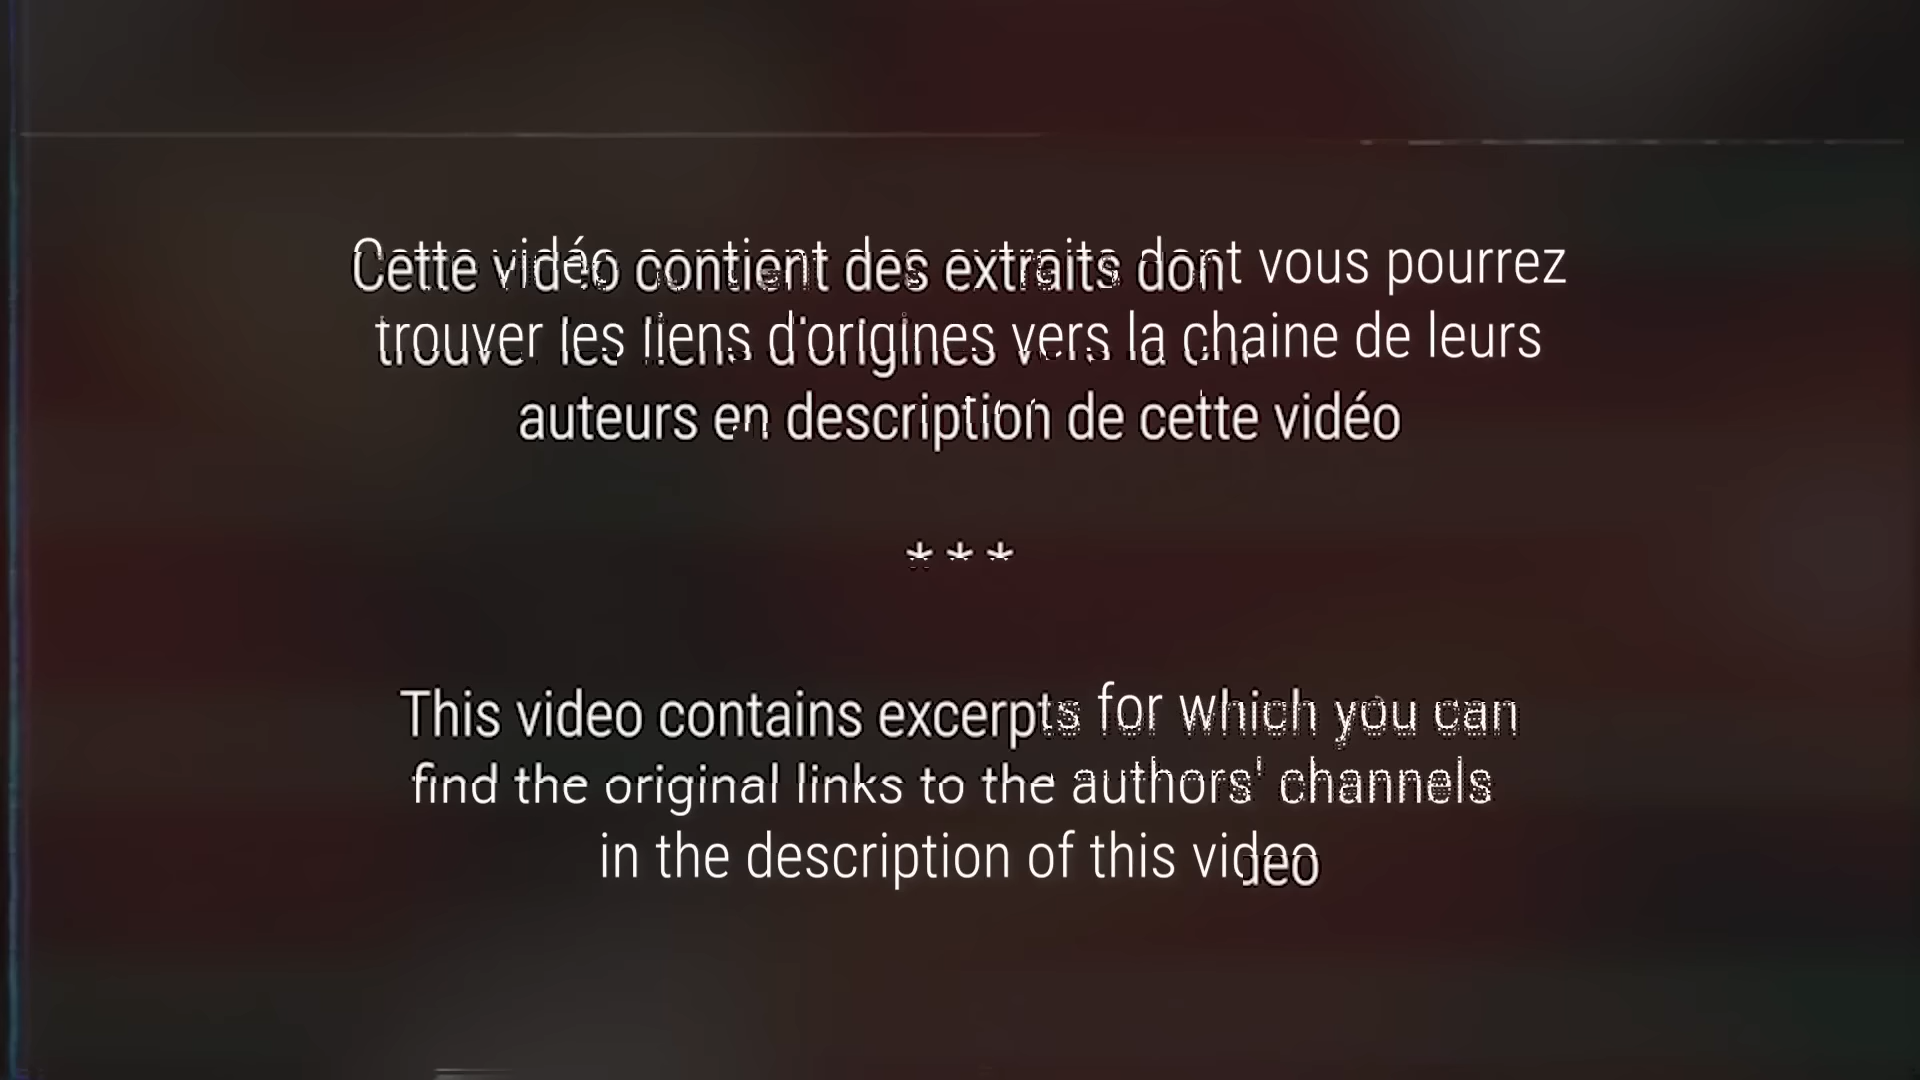 Cette vidéo contient des extraits dont vous pourrez
trouver les liens d'origines vers la chaine de leurs
auteurs en description de cette vidéo
***
This video contains excerpts for which you can
find the original links to the authors' channels
in the description of this video